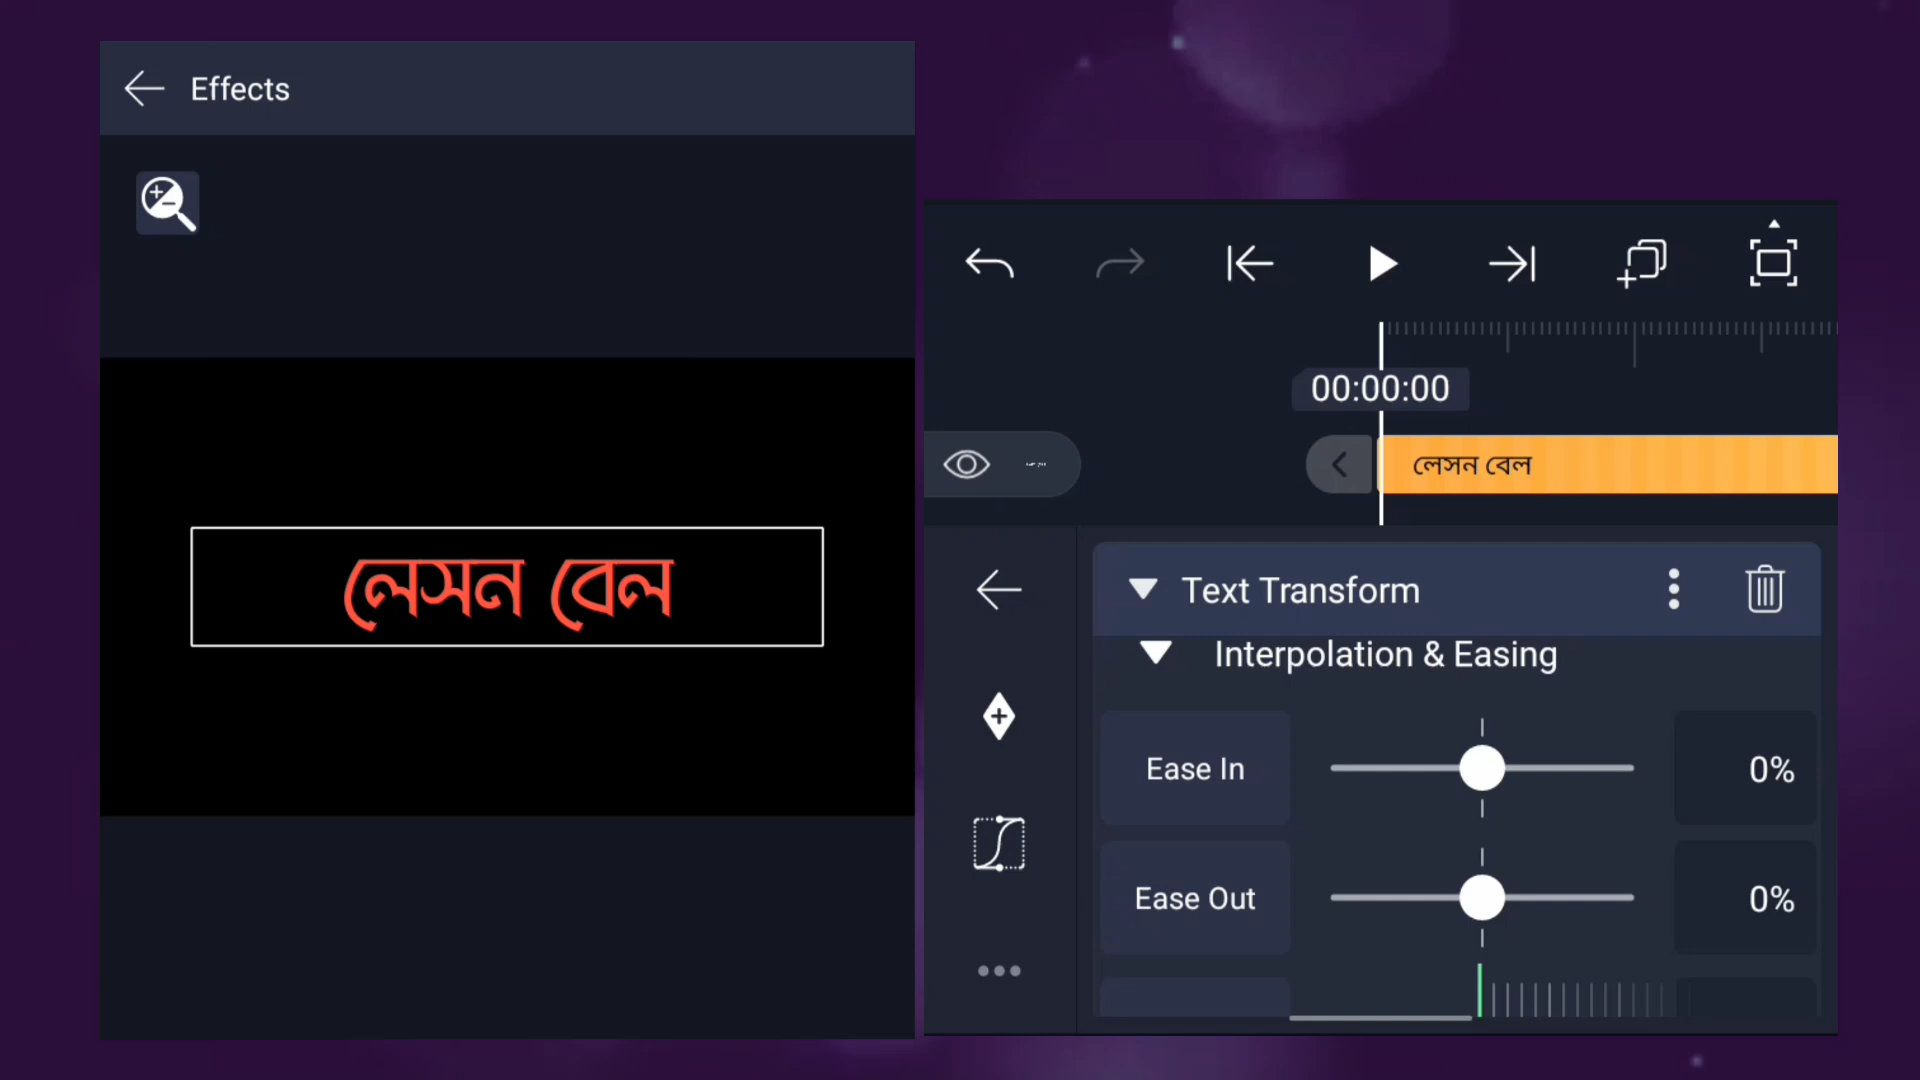 Effects
লেসন বেল
00:00:00
লেসন বেল
Text Transform
Interpolation & Easing
Ease In
0%
Ease Out
0%